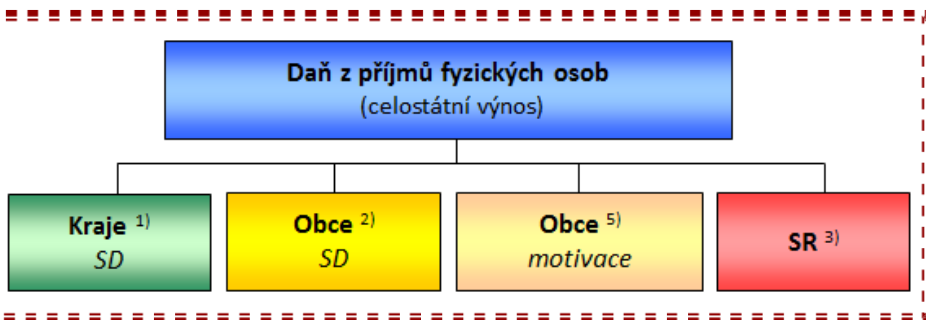 Daň z příjmů fyzických osob
(celostátní výnos)
Kraje 1)
SD
Obce 2)
SD
Obce 5)
motivace
SR 3)